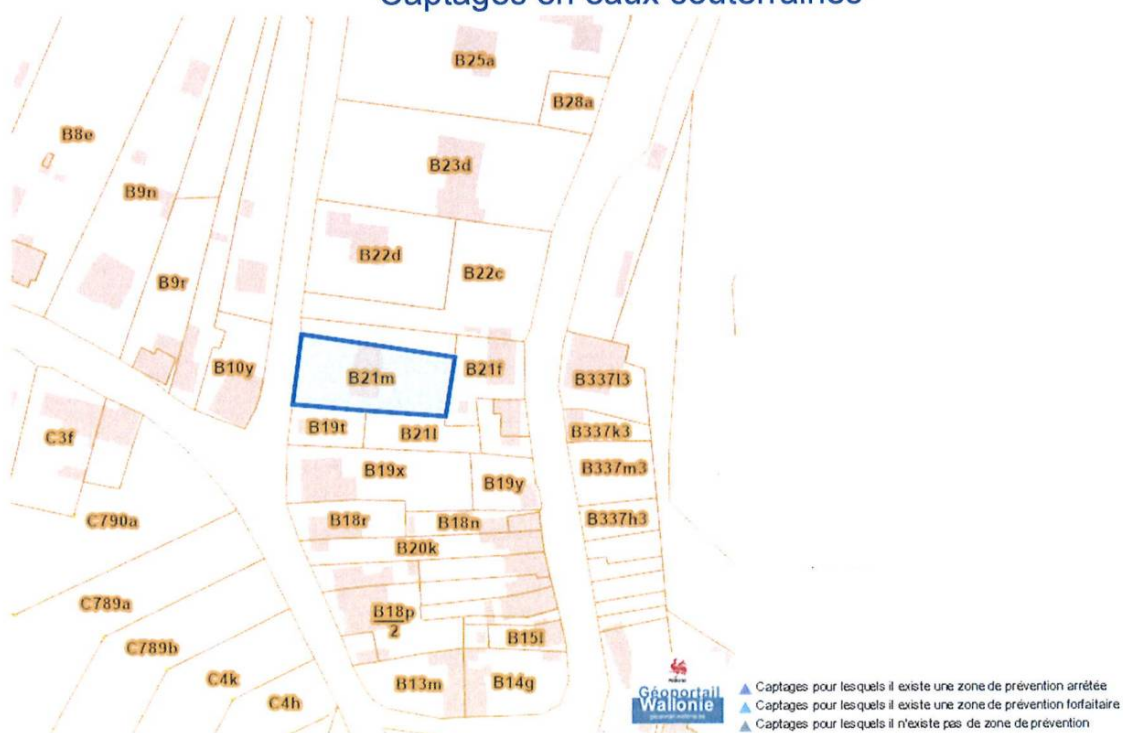 Captages en eaux souterraines
B25a
B28a
B8e
B23d
B9n
B22d
B22c
B9r
B10y
B21m
B21f
B337l3
B19t
B21l
B337k3
C3f
B19x
B19y
B337m3
C790a
B18r
B18n
B337h3
B20k
C789a
B18p
2
B15l
C789b
C4k
B13m
B14g
C4h
Géoportail
Wallonie
Captages pour lesquels il existe une zone de prévention arrêtée
Captages pour lesquels il existe une zone de prévention forfaitaire
Captages pour lesquels il n'existe pas de zone de prévention